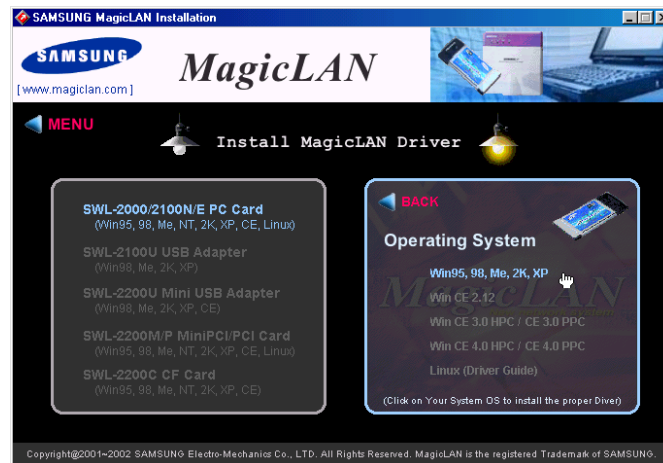 SAMSUNG MagicLAN Installation
SAMSUNG
MagicLAN
[ www.magiclan.com ]
MENU
Install MagicLAN Driver
SWL-2000/2100N/E PC Card
(Win95, 98, Me, NT, 2K, XP, CE, Linux)
SWL-2100U USB Adapter
(Win98, Me, 2K, XP)
SWL-2200U Mini USB Adapter
(Win98, Me, 2K, XP, CE)
SWL-2200M/P MiniPCI/PCI Card
(Win95, 98, Me, NT, 2K, XP, CE, Linux)
SWL-2200C CF Card
(Win95, 98, Me, NT, 2K, XP, CE)
BACK
Operating System
Win95, 98, Me, 2K, XP
Win CE 2.12
Win CE 3.0 HPC / CE 3.0 PPC
Win CE 4.0 HPC / CE 4.0 PPC
Linux (Driver Guide)
MagicLAN
(Click on Your System OS to install the proper Diver)
Copyright@2001~2002 SAMSUNG Electro-Mechanics Co., LTD. All Rights Reserved. MagicLAN is the registered Trademark of SAMSUNG.